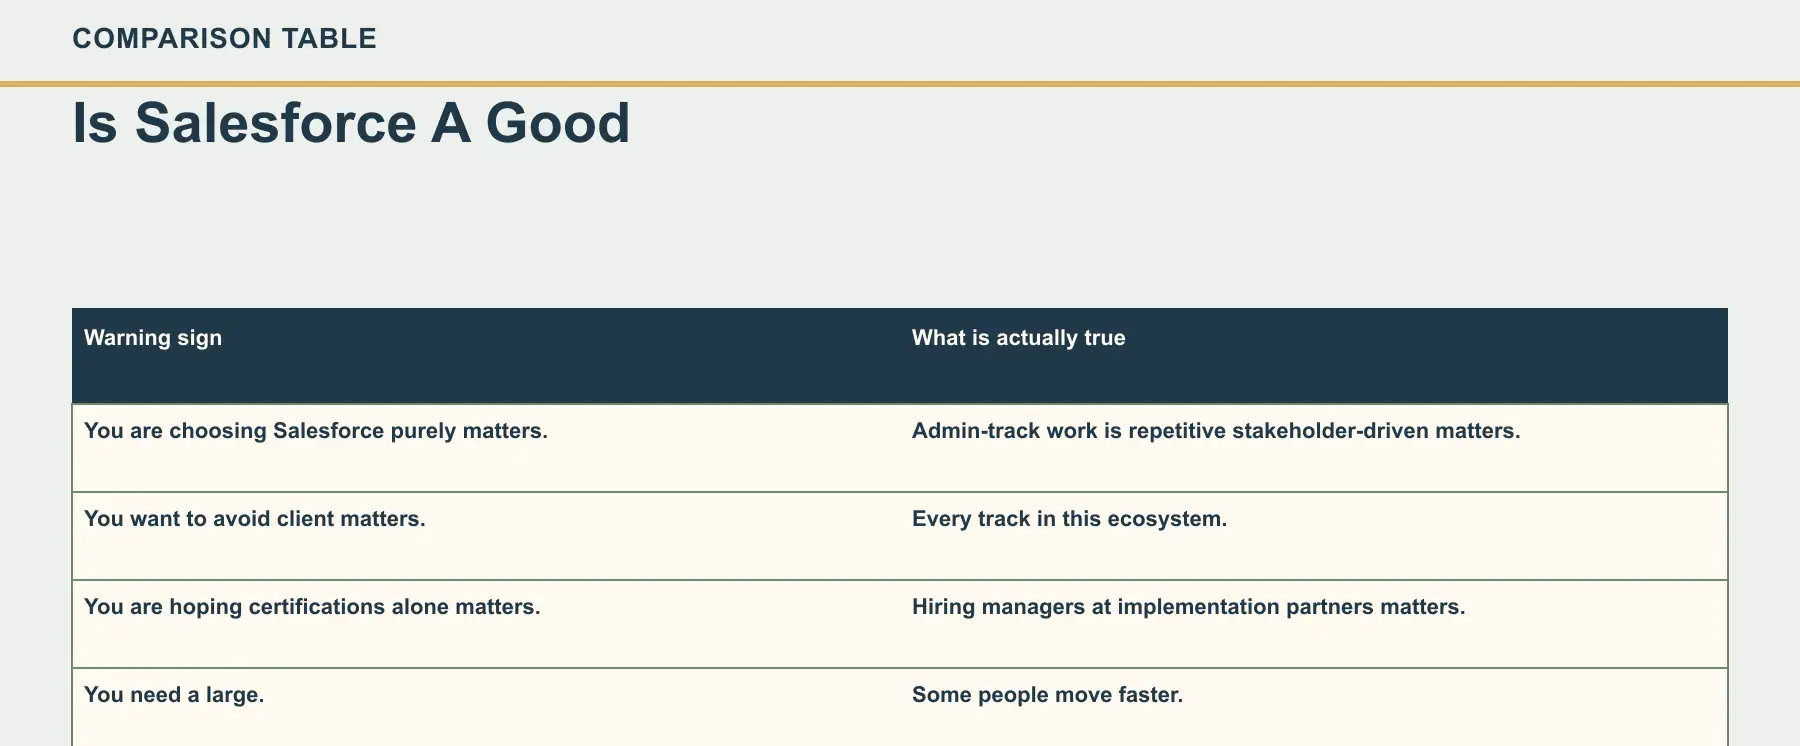 COMPARISON TABLE
Is Salesforce A Good
Warning sign
What is actually true
You are choosing Salesforce purely matters.
Admin-track work is repetitive stakeholder-driven matters.
You want to avoid client matters.
Every track in this ecosystem.
You are hoping certifications alone matters.
Hiring managers at implementation partners matters.
You need a large.
Some people move faster.